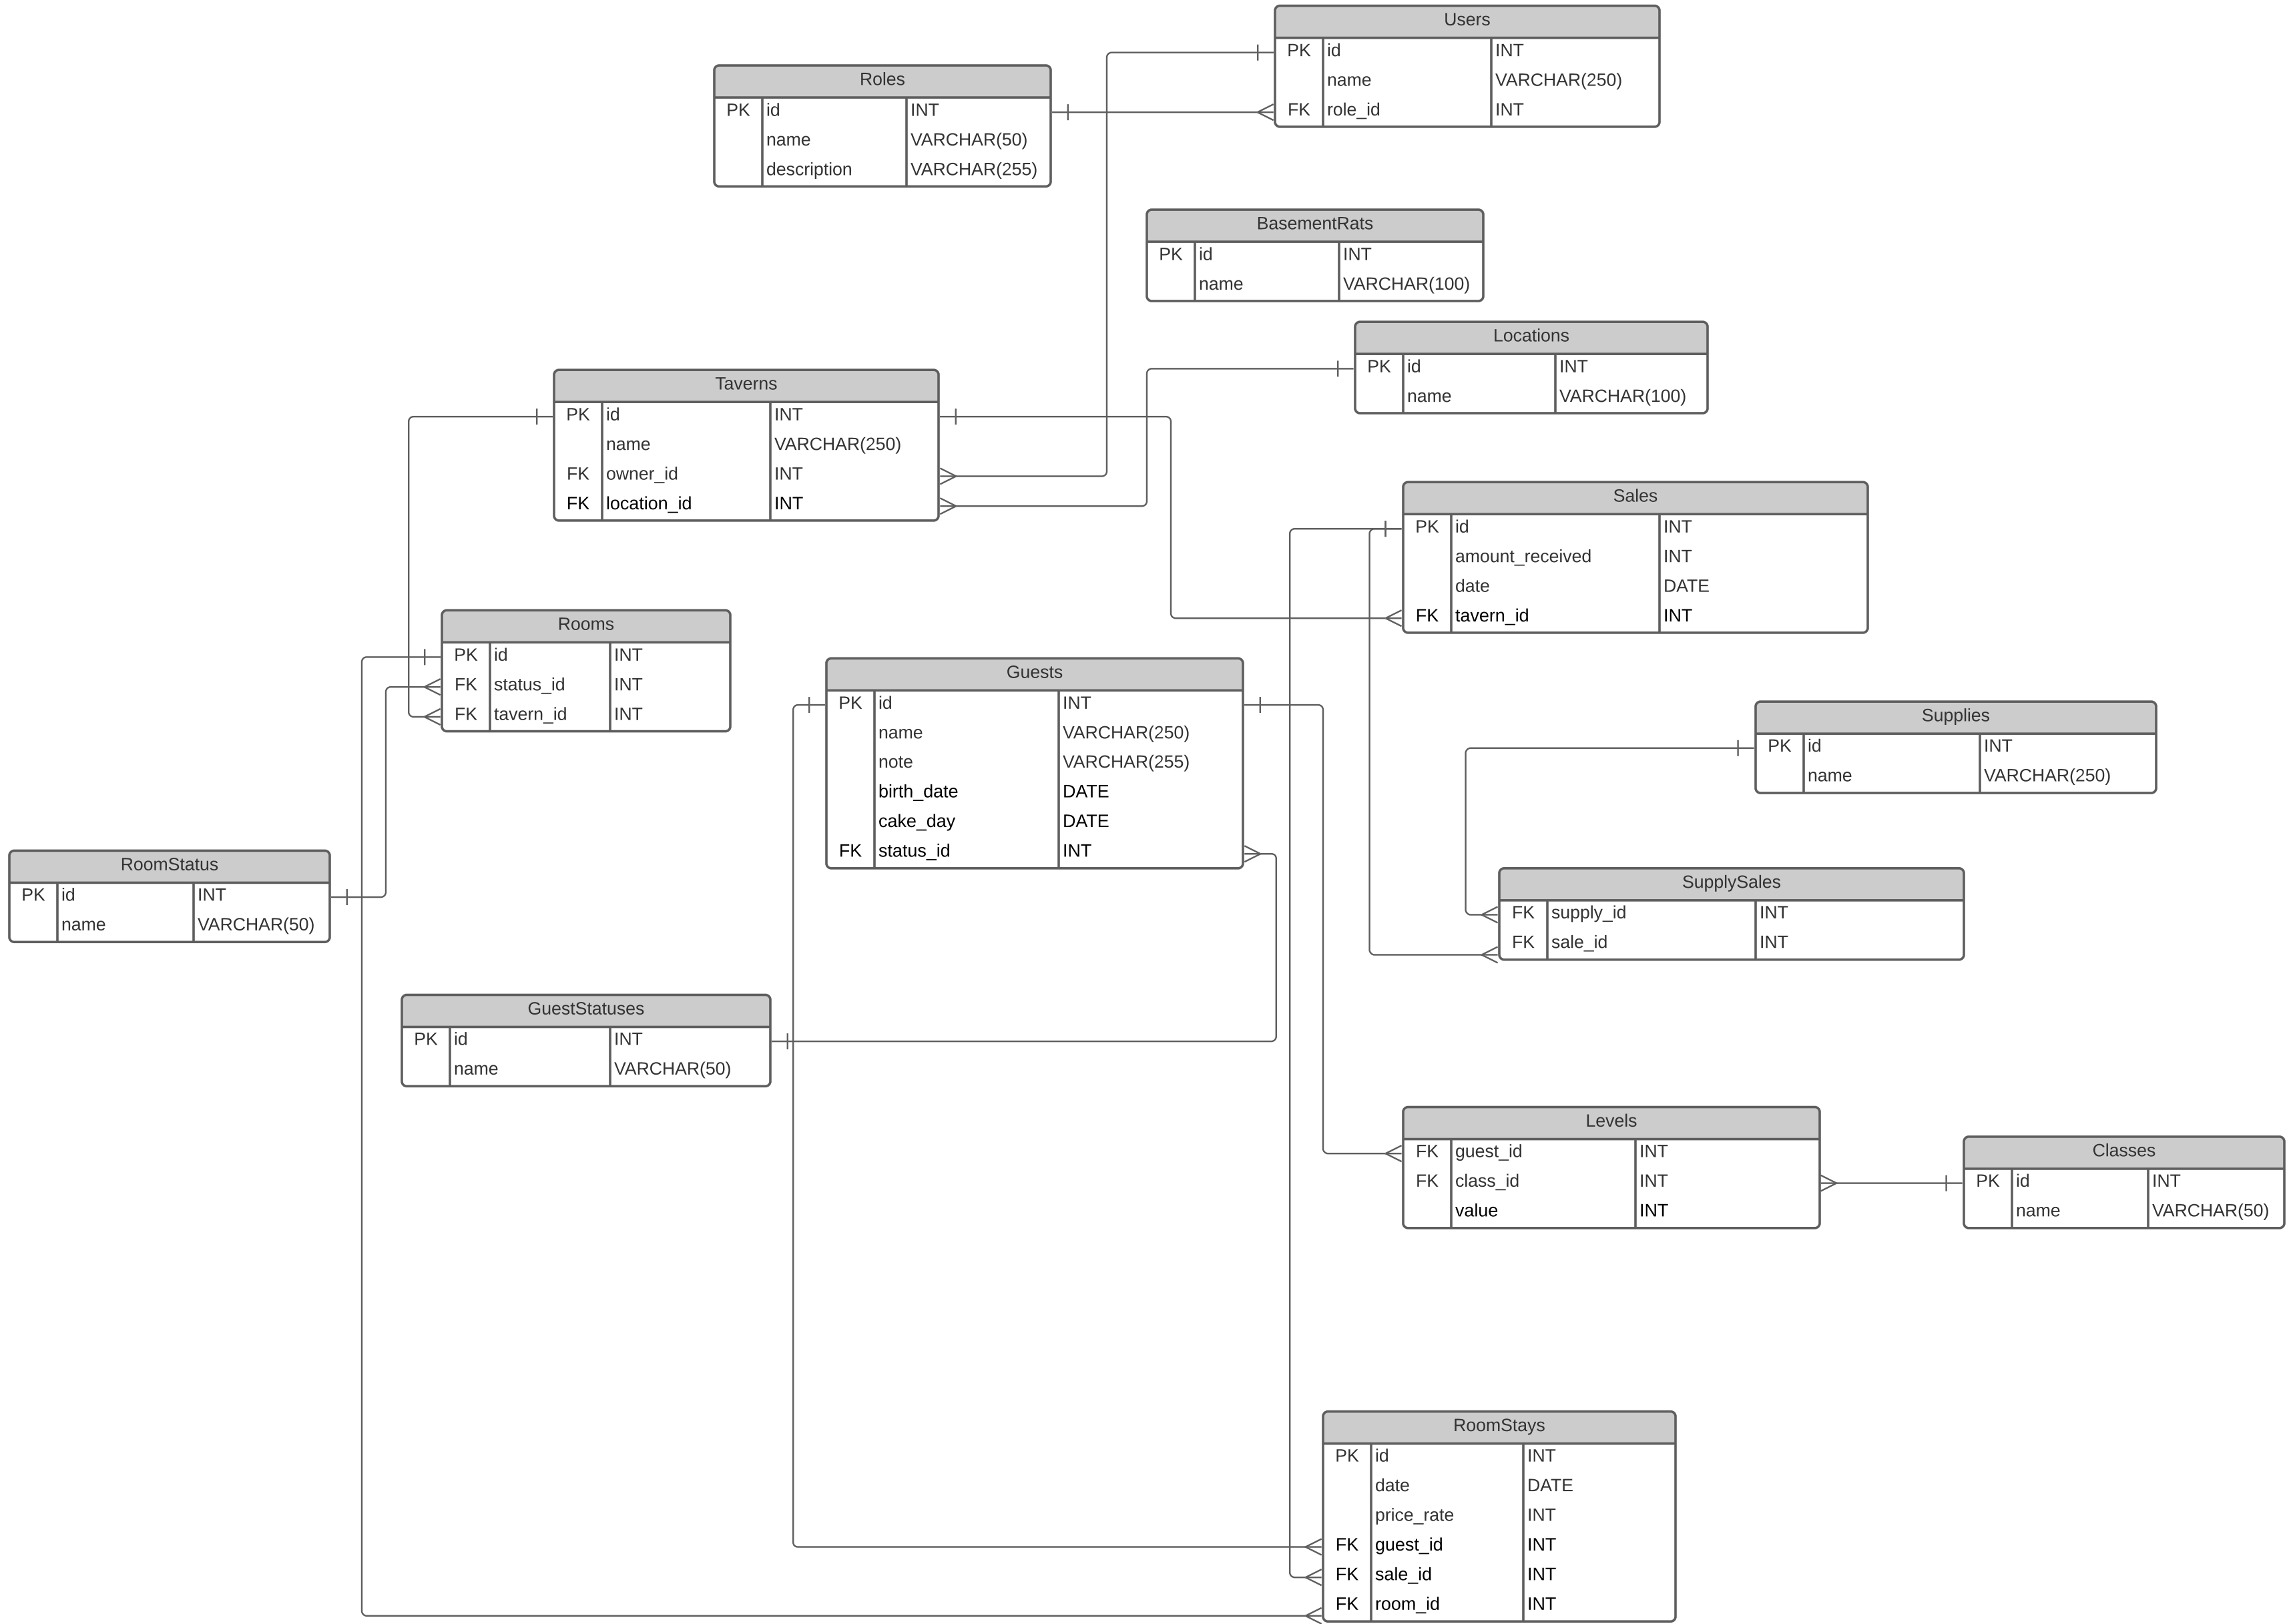 Users
PK id INT
name VARCHAR(250)
FK role_id INT
Roles
PK id INT
name VARCHAR(50)
description VARCHAR(255)
BasementRats
PK id INT
name VARCHAR(100)
Locations
PK id INT
name VARCHAR(100)
Taverns
PK id INT
name VARCHAR(250)
FK owner_id INT
FK location_id INT
Sales
PK id INT
amount_received INT
date DATE
FK tavern_id INT
Rooms
PK id INT
FK status_id INT
FK tavern_id INT
Guests
PK id INT
name VARCHAR(250)
note VARCHAR(255)
birth_date DATE
cake_day DATE
FK status_id INT
Supplies
PK id INT
name VARCHAR(250)
RoomStatus
PK id INT
name VARCHAR(50)
SupplySales
FK supply_id INT
FK sale_id INT
GuestStatuses
PK id INT
name VARCHAR(50)
Levels
FK guest_id INT
FK class_id INT
value INT
Classes
PK id INT
name VARCHAR(50)
RoomStays
PK id INT
date DATE
price_rate INT
FK guest_id INT
FK sale_id INT
FK room_id INT